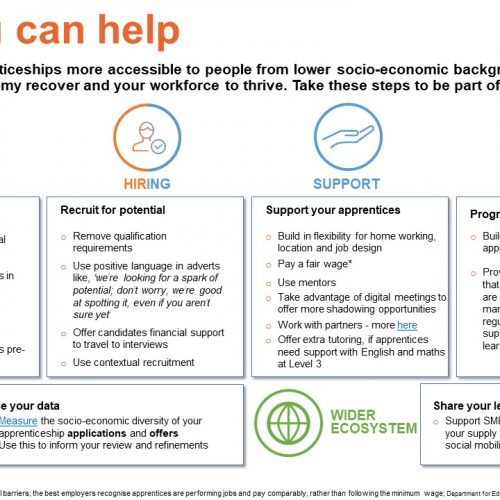 can help
nticeships more accessible to people from lower socio-economic backgr
my recover and your workforce to thrive. Take these steps to be part of
HIRING
SUPPORT
al
s in
s pre-
Recruit for potential
Remove qualification
requirements
Use positive language in adverts
like, 'we're looking for a spark of
potential; don't worry, we're good
at spotting it, even if you aren't
sure yet'
Offer candidates financial support
to travel to interviews
Use contextual recruitment
Support your apprentices
Build in flexibility for home working,
location and job design
Pay a fair wage*
Use mentors
Take advantage of digital meetings to
offer more shadowing opportunities
Work with partners - more here
Offer extra tutoring, if apprentices
need support with English and maths
at Level 3
Progr
Buil
app
Prov
that
are
mar
regu
supp
lear
e your data
Measure the socio-economic diversity of your
apprenticeship applications and offers
Use this to inform your review and refinements
WIDER
ECOSYSTEM
Share your le
Support SME
your supply
social mobili
l barriers; the best employers recognise apprentices are performing jobs and pay comparably, rather than following the minimum wage; Department for Ed